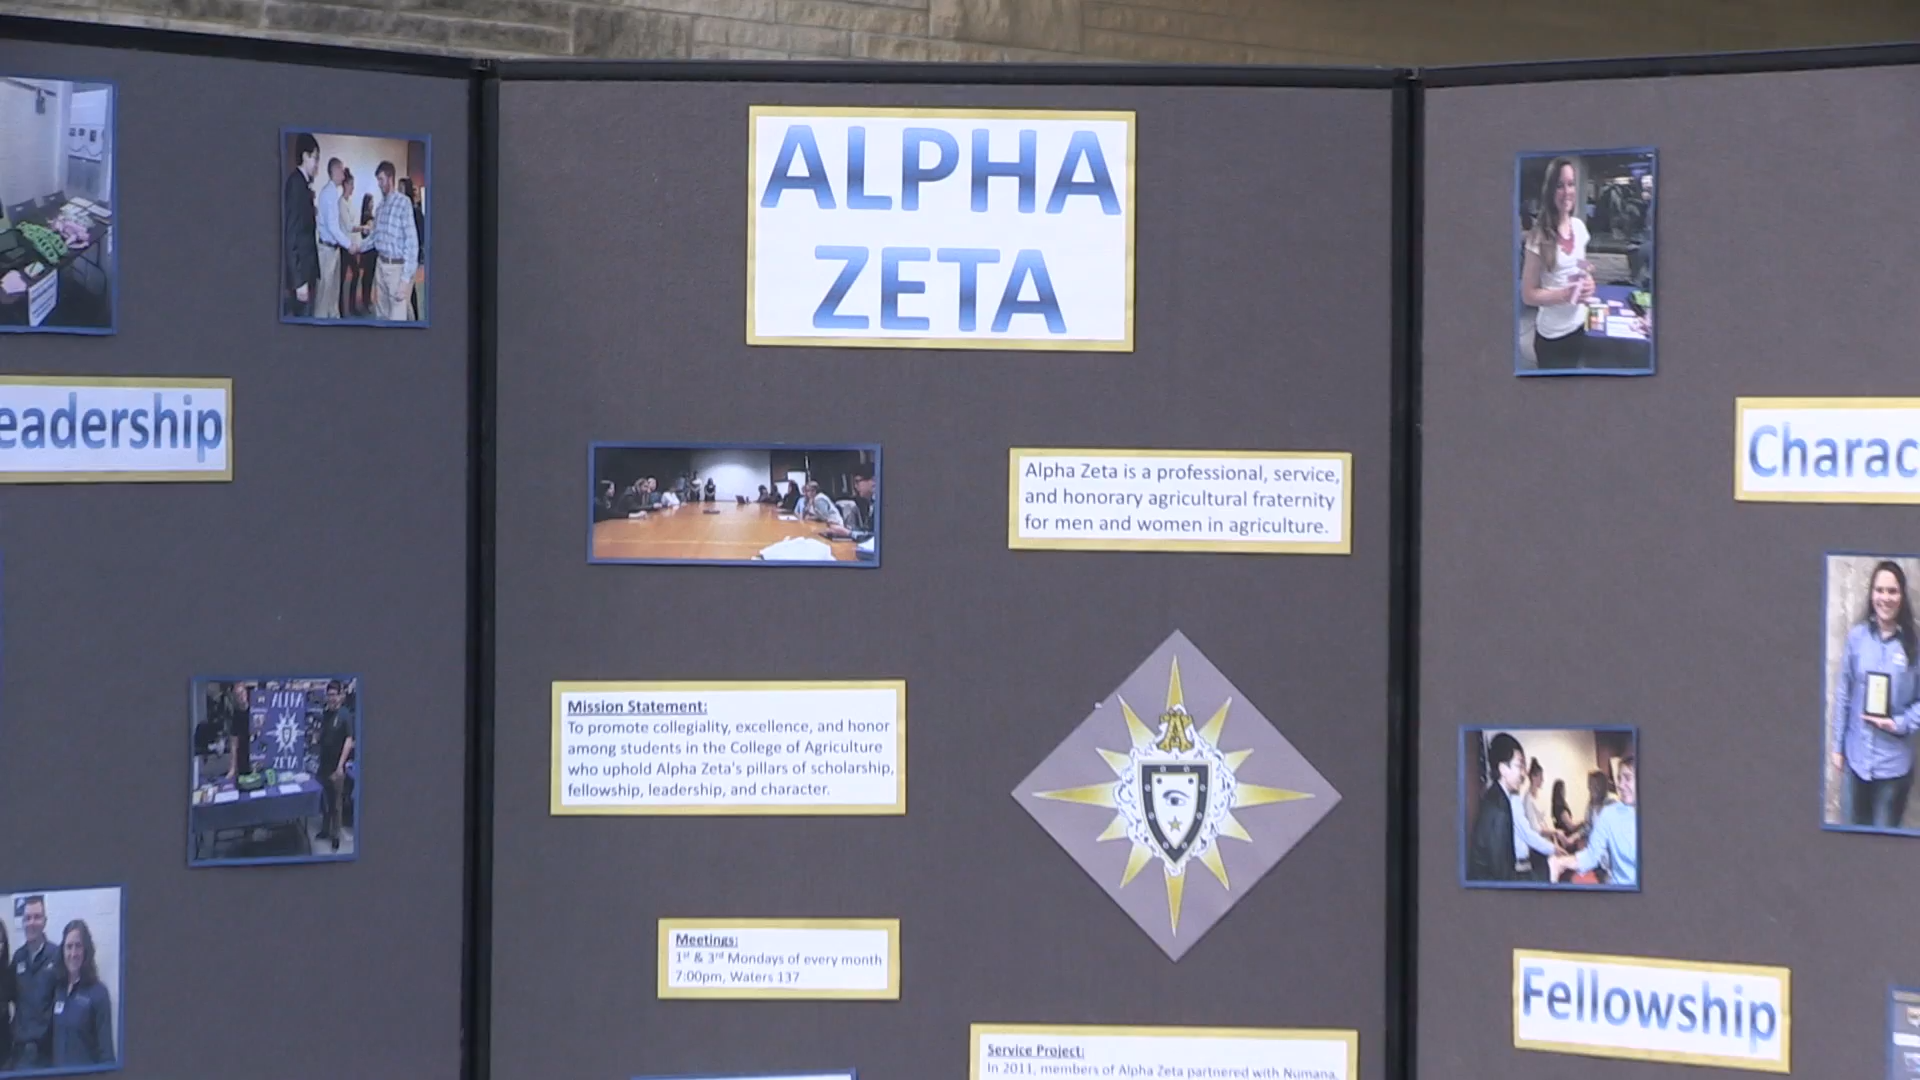 ALPHA
ZETA
eadership
Alpha Zeta is a professional, service,
and honorary agricultural fraternity
for men and women in agriculture.
Charac
Mission Statement:
To promote collegiality, excellence, and honor
among students in the College of Agriculture
who uphold Alpha Zeta's pillars of scholarship,
fellowship, leadership, and character.
ALPHA
ZETA
Meetings:
1st & 3rd Mondays of every month
7:00pm, Waters 137
Fellowship
Service Project:
In 2011, members of Alpha Zeta partnered with Numana,